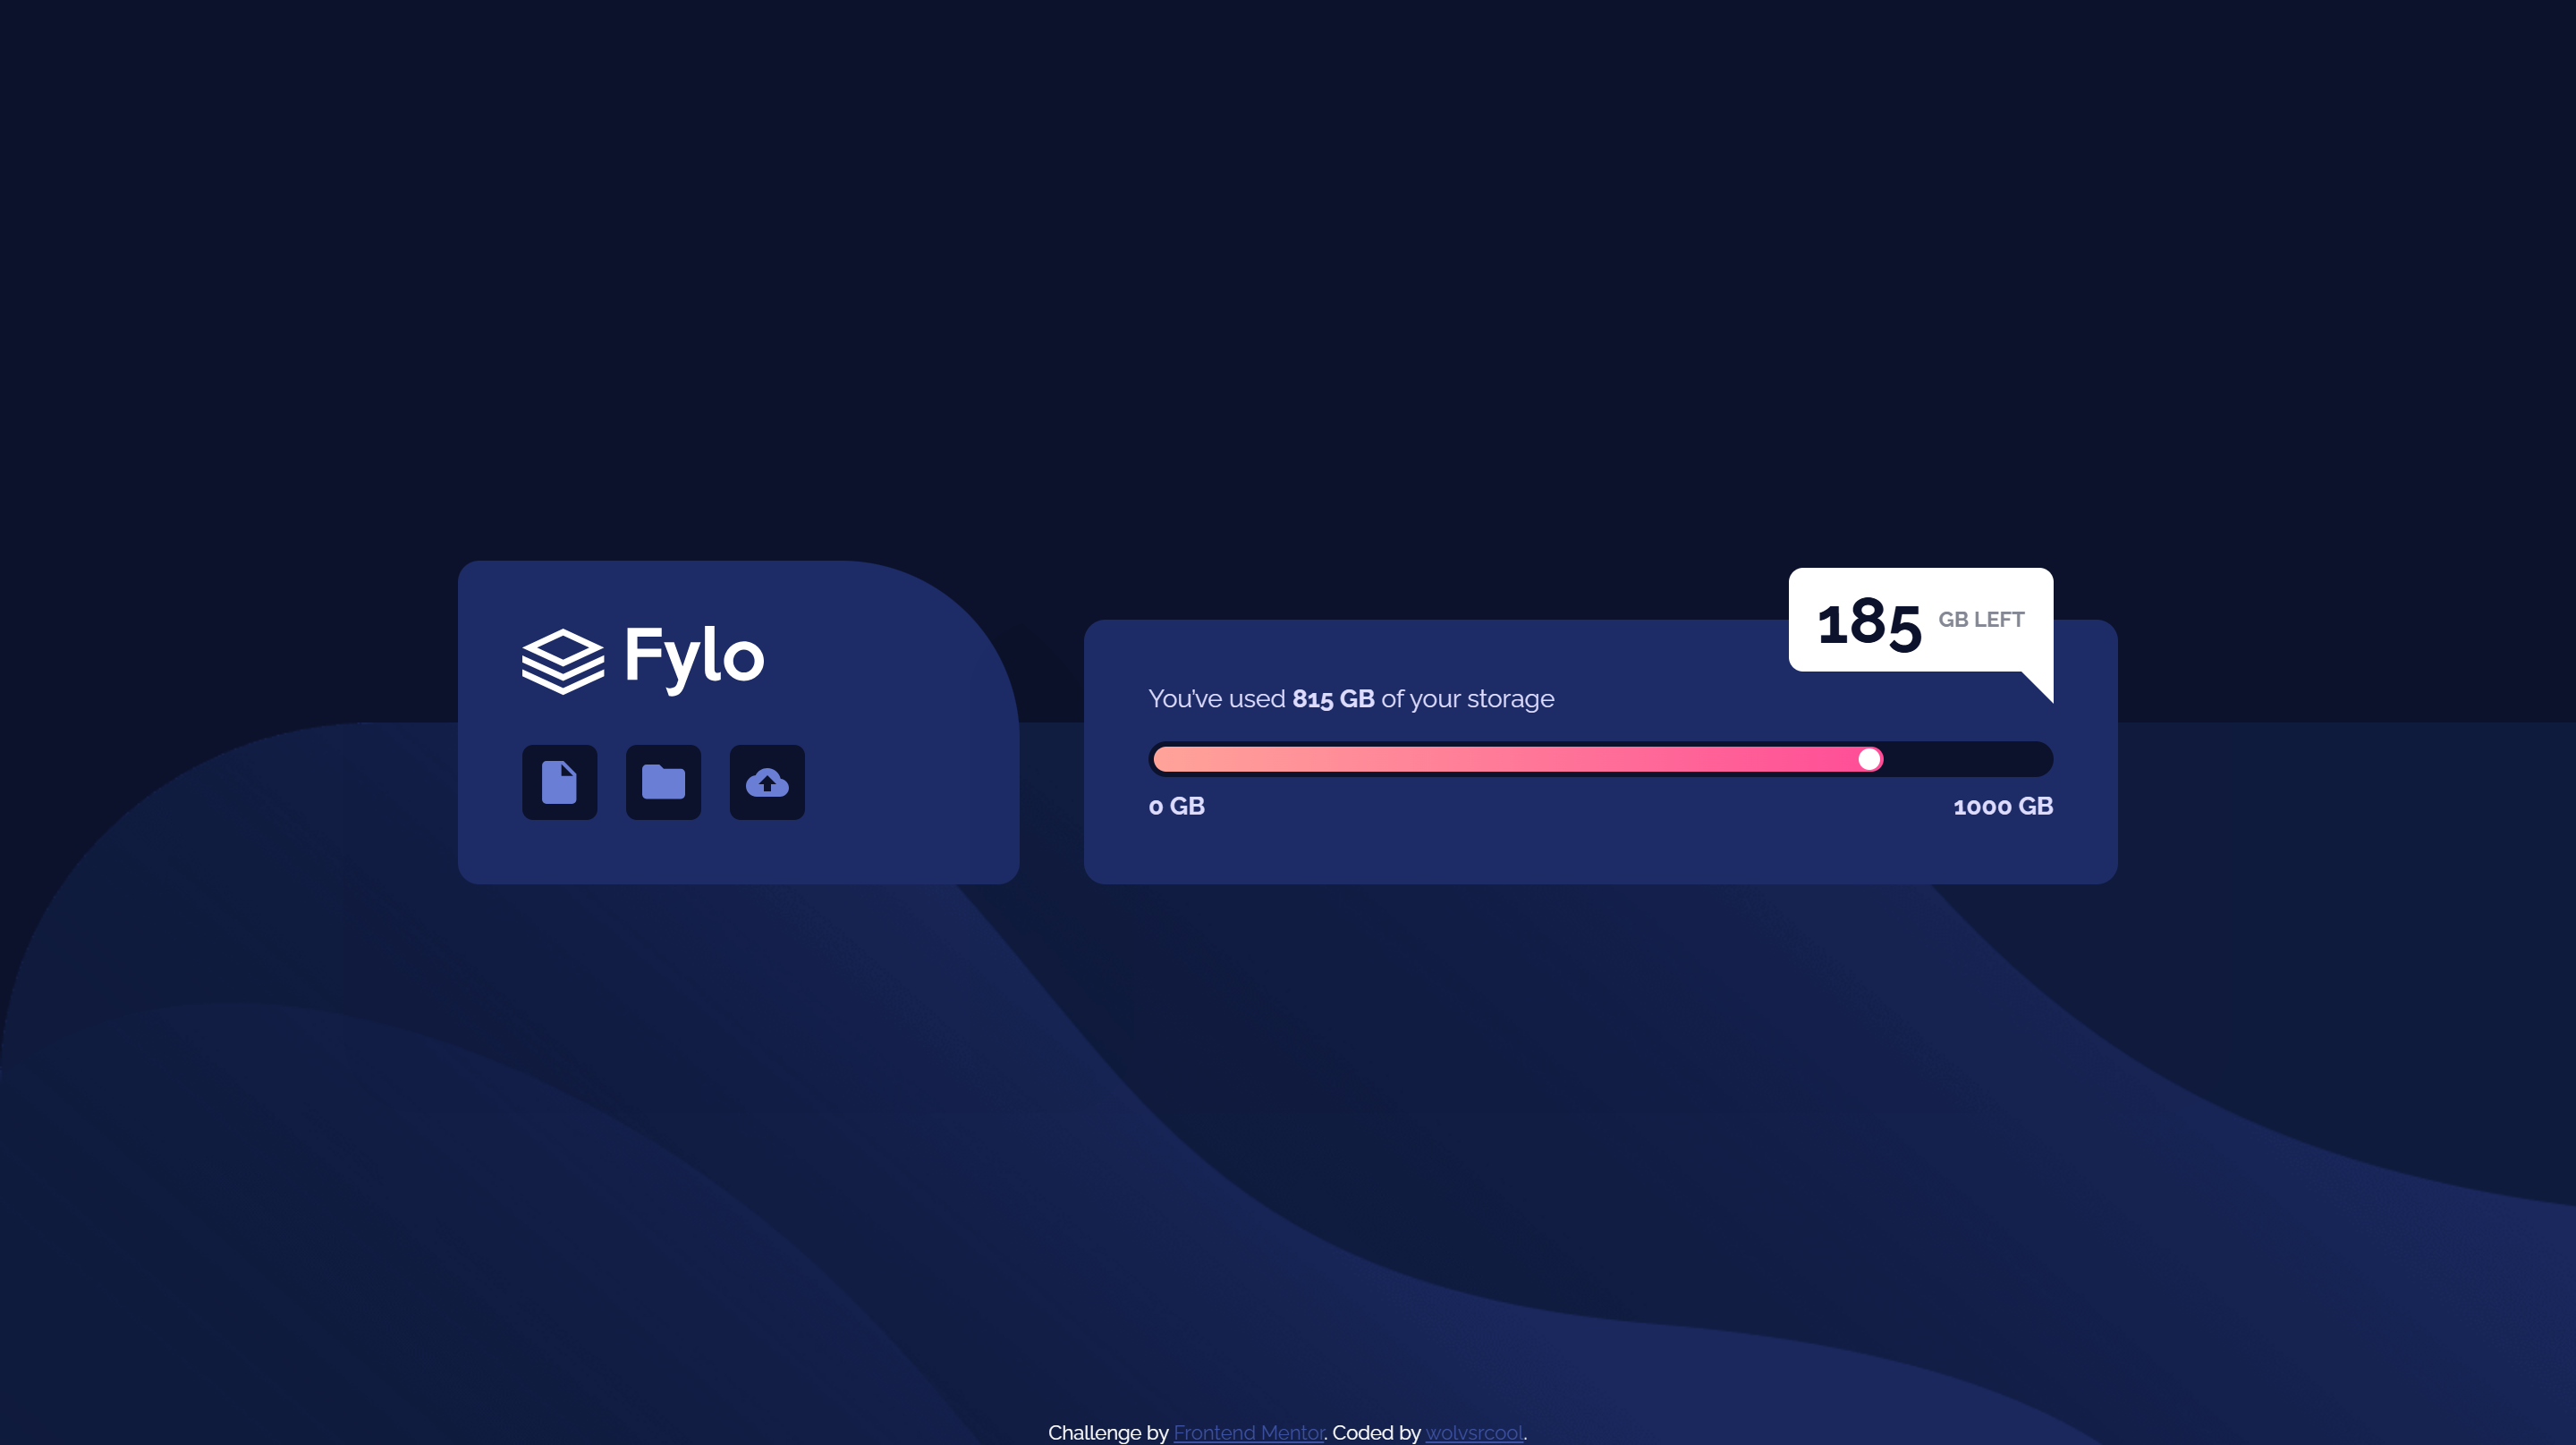 Fylo
185 GB LEFT
You've used 815 GB of your storage
0 GB 1000 GB
Challenge by Frontend Mentor. Coded by wolvsrcool.